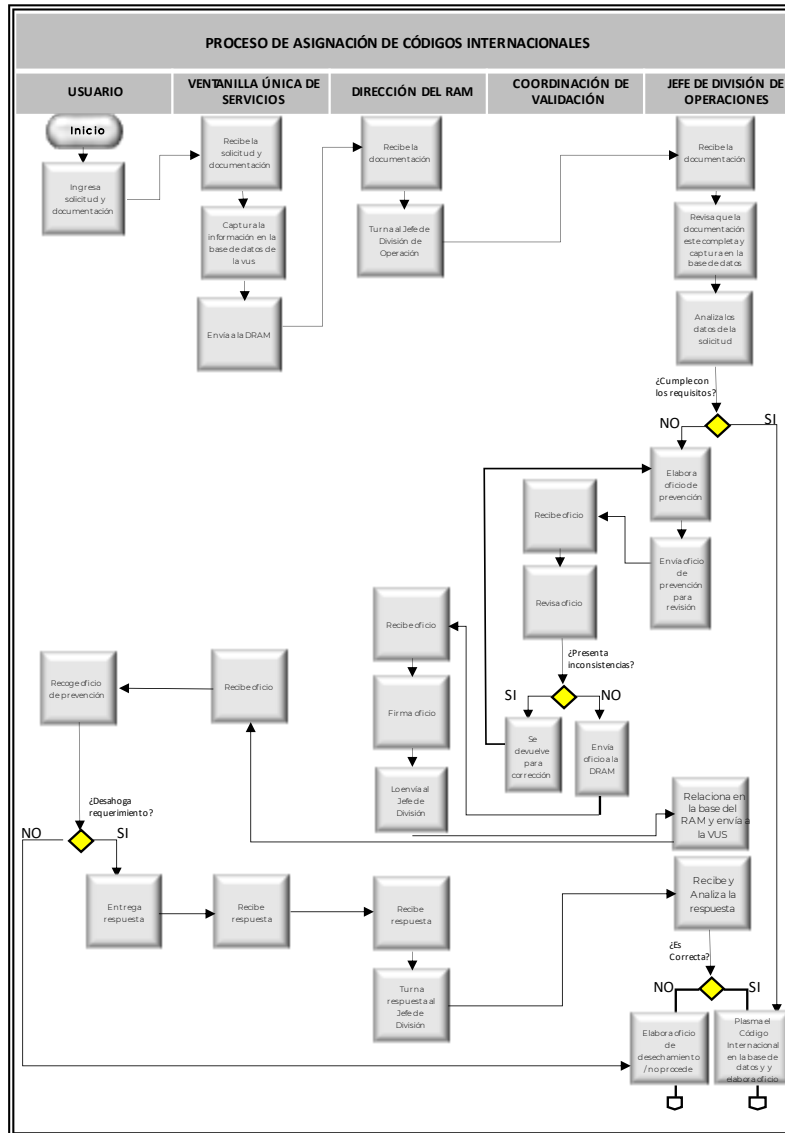 PROCESO DE ASIGNACIÓN DE CÓDIGOS INTERNACIONALES
USUARIO
VENTANILLA ÚNICA DE
SERVICIOS
DIRECCIÓN DEL RAM
COORDINACIÓN DE
VALIDACIÓN
JEFE DE DIVISIÓN DE
OPERACIONES
Inicio
Ingresa
solicitud y
documentación
Recibe la
solicitud y
documentación
Captura la
información en la
base de datos de
la vus
Envía a la DRAM
Recibe la
documentación
Turna al Jefe de
División de
Operación
Recibe la
documentación
Revisa que la
documentación
este completa y
captura en la
base de datos
Analiza los
datos de la
solicitud
¿Cumple con
los requisitos?
NO
SI
Elabora
oficio de
prevención
Envía oficio
de
prevención
para
revisión
Recibe oficio
Revisa oficio
¿Presenta
inconsistencias?
SI
NO
Se
devuelve
para
corrección
Envía
oficio a la
DRAM
Recibe oficio
Firma oficio
Lo envía al
Jefe de
División
Relaciona en
la base del
RAM y envía a
la VUS
Recibe oficio
Recoge oficio
de prevención
¿Desahoga
requerimiento?
NO
SI
Entrega
respuesta
Recibe
respuesta
Recibe
respuesta
Turna
respuesta al
Jefe de
División
Recibe y
Analiza la
respuesta
¿Es
Correcta?
NO
SI
Elabora oficio
de
desechamiento
/ no procede
Plasma el
Código
Internacional
en la base de
datos y y
elabora oficio